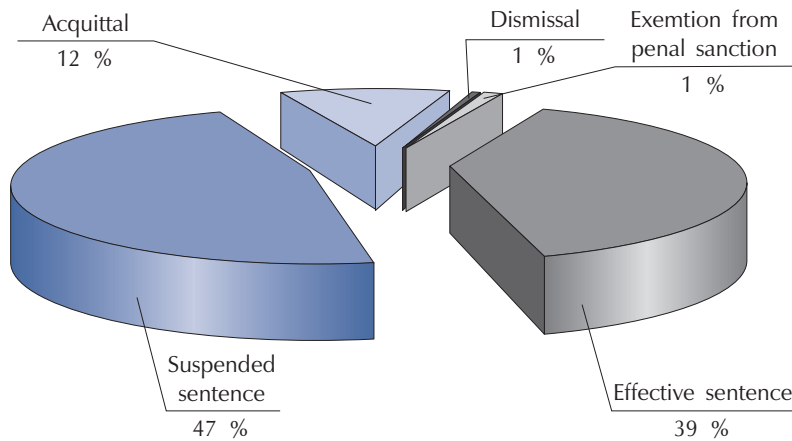 Acquittal
12 %
Dismissal
1 %
Exemtion from
penal sanction
1 %
Suspended
sentence
47 %
Effective sentence
39 %